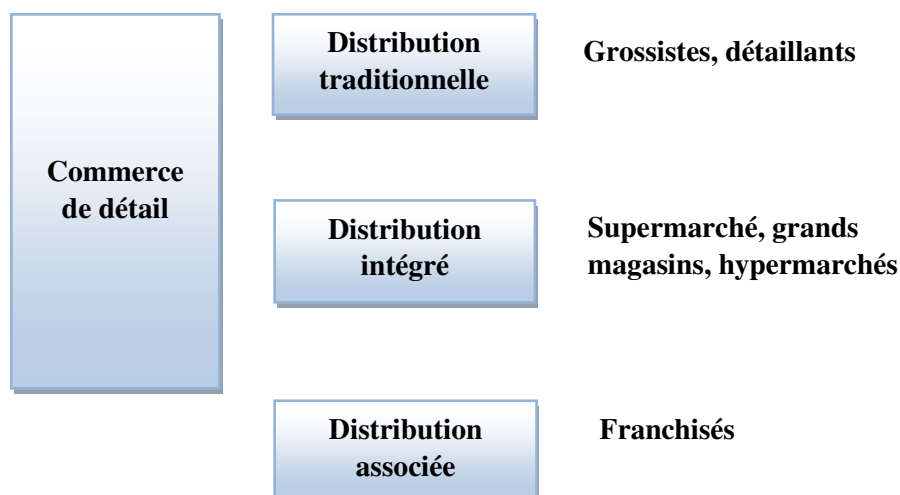 Commerce
de détail
Distribution
traditionnelle
Grossistes, détaillants
Distribution
intégré
Supermarché, grands
magasins, hypermarchés
Distribution
associée
Franchisés